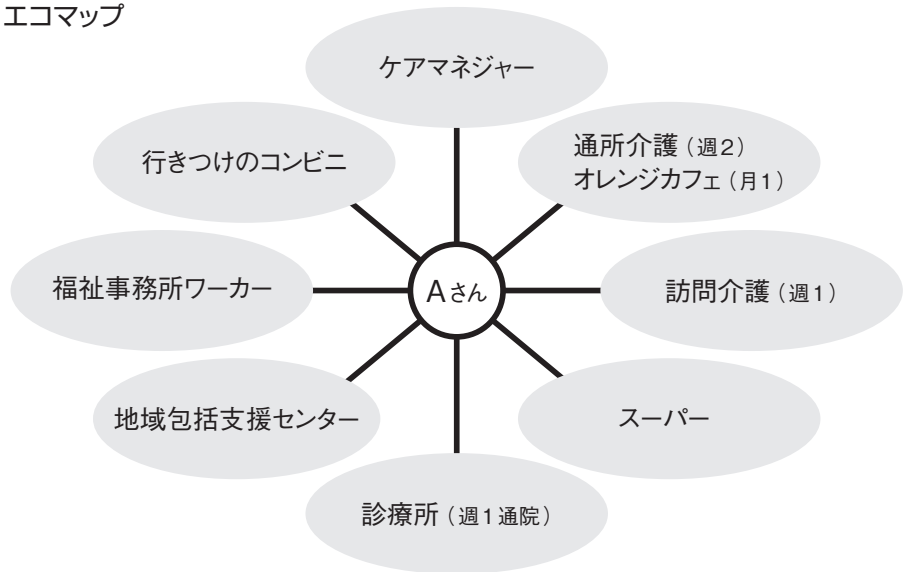 エコマップ
ケアマネジャー
行きつけのコンビニ
通所介護（週2）
オレンジカフェ（月1）
福祉事務所ワーカー
Aさん
訪問介護（週1）
地域包括支援センター
スーパー
診療所（週1通院）